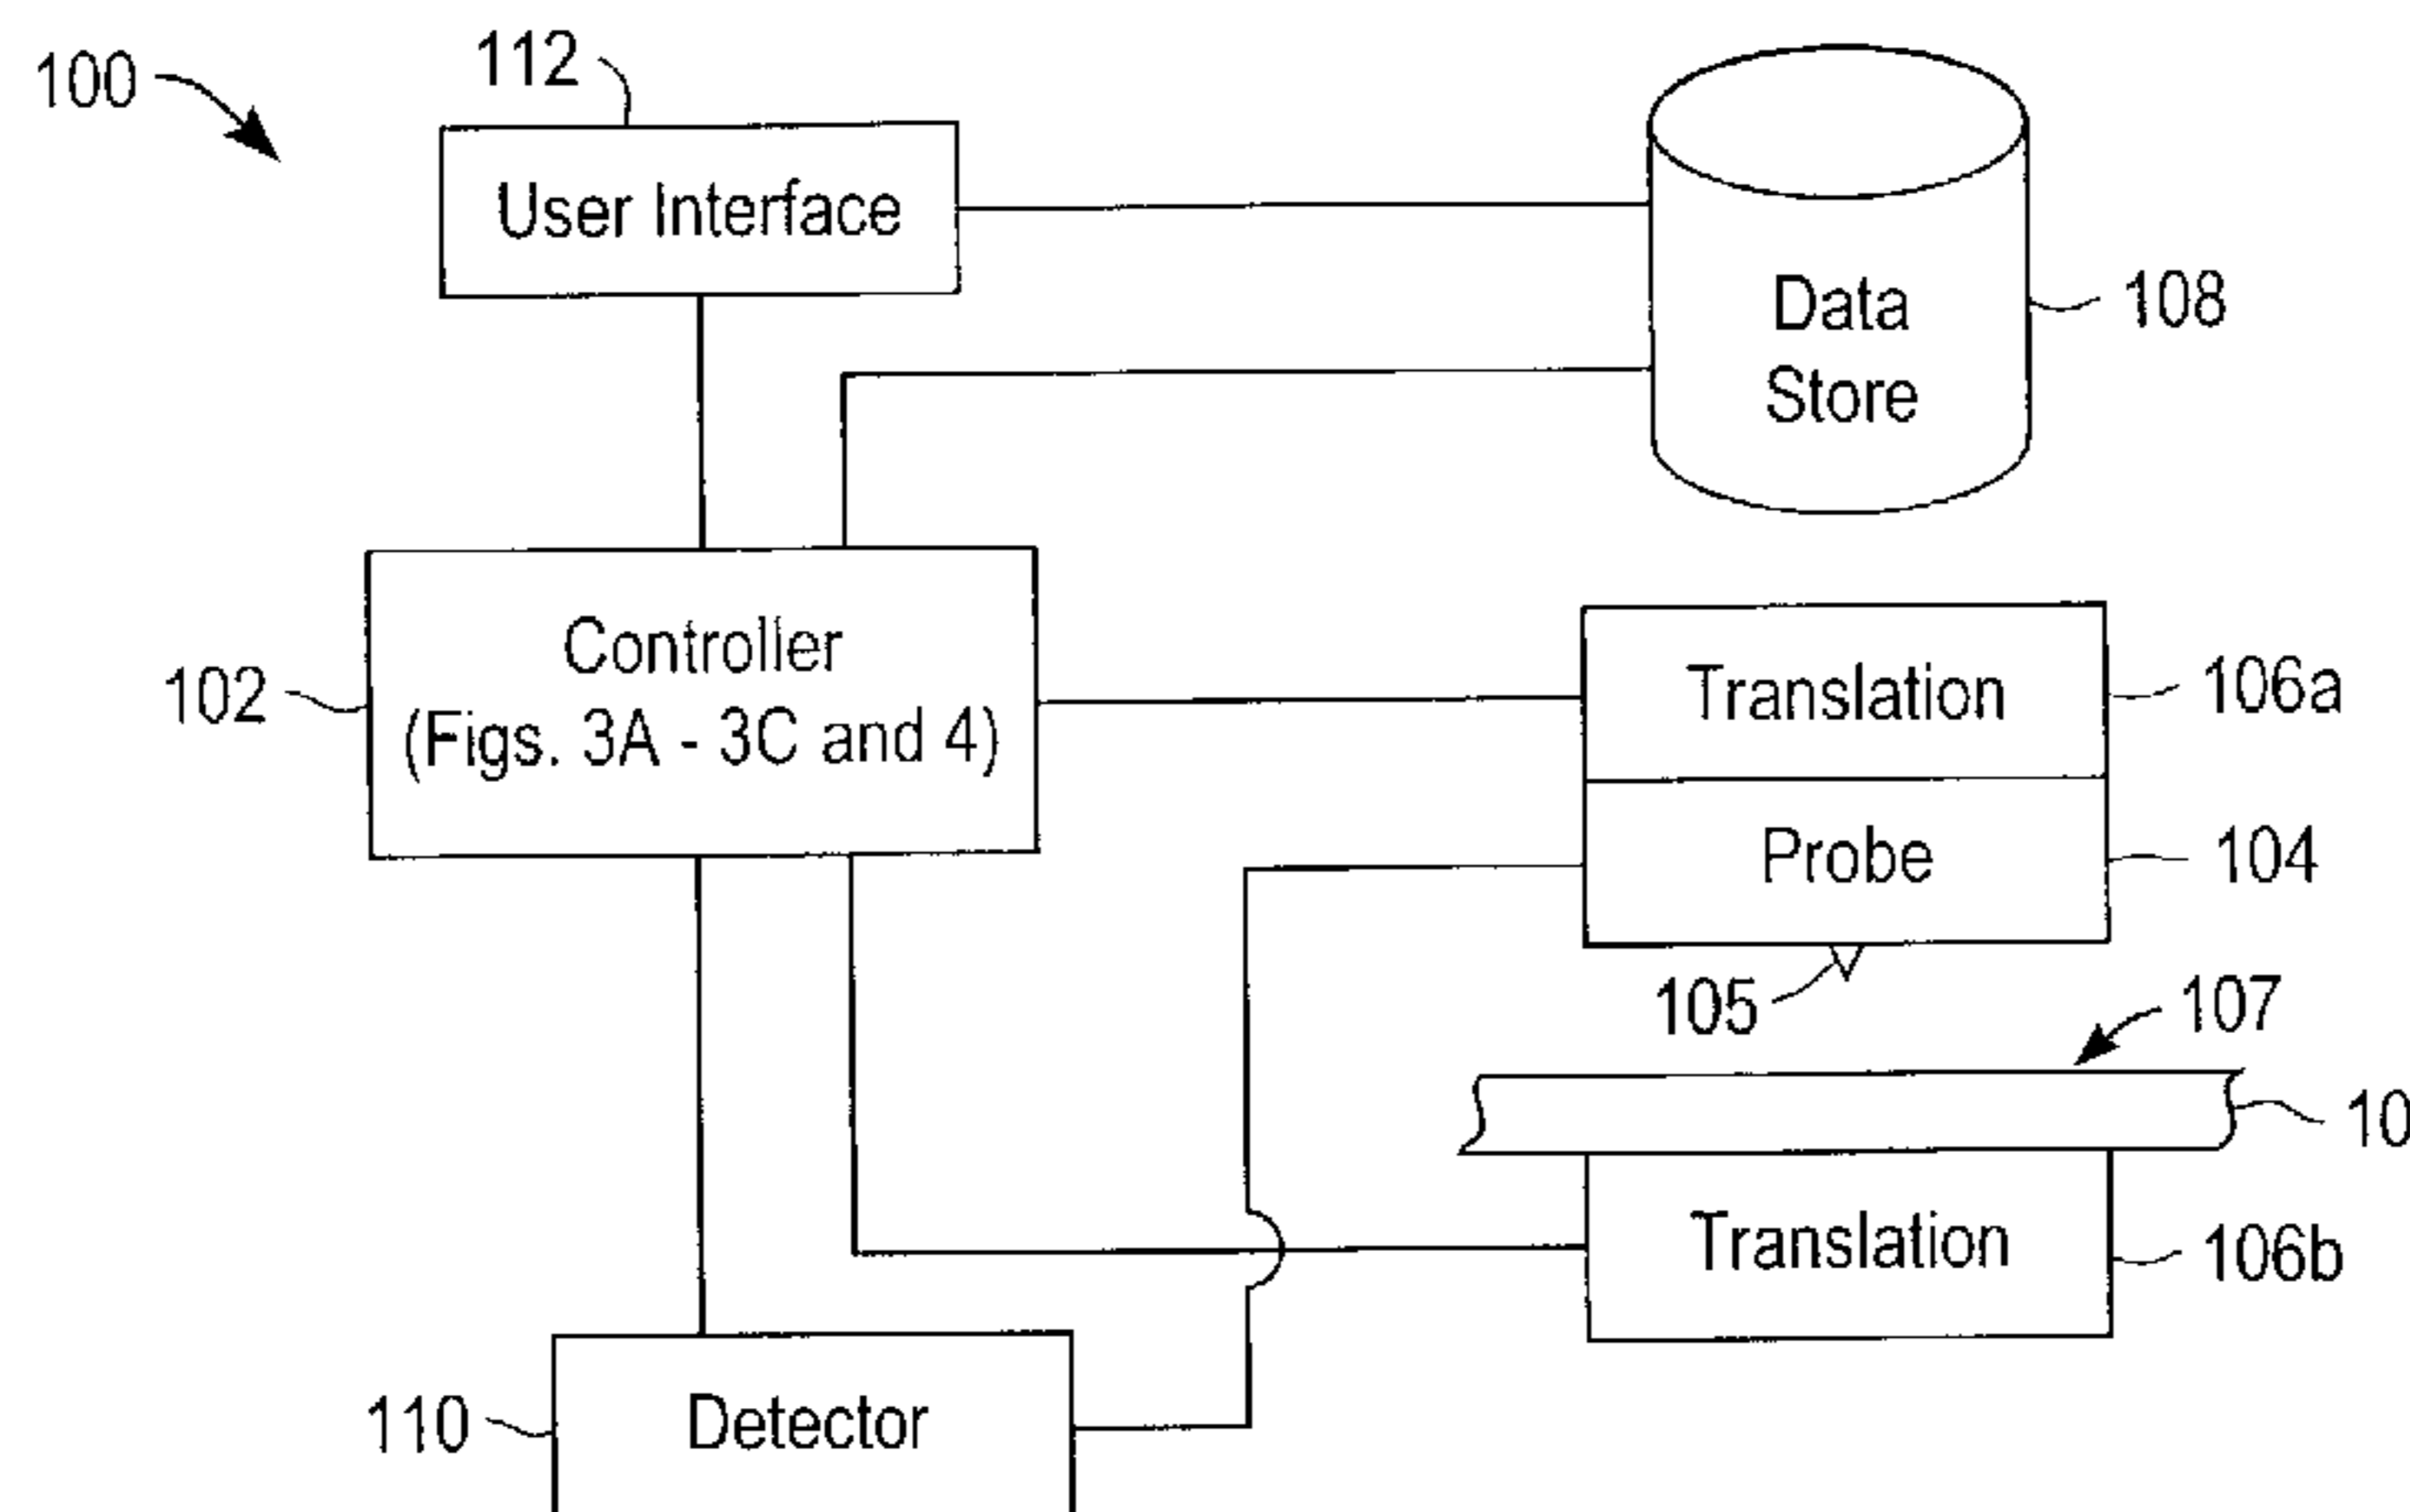 100
112
User Interface
Data
Store
108
Controller
(Figs. 3A - 3C and 4)
102
Translation
106a
Probe
104
105
107
10
Translation
106b
110
Detector